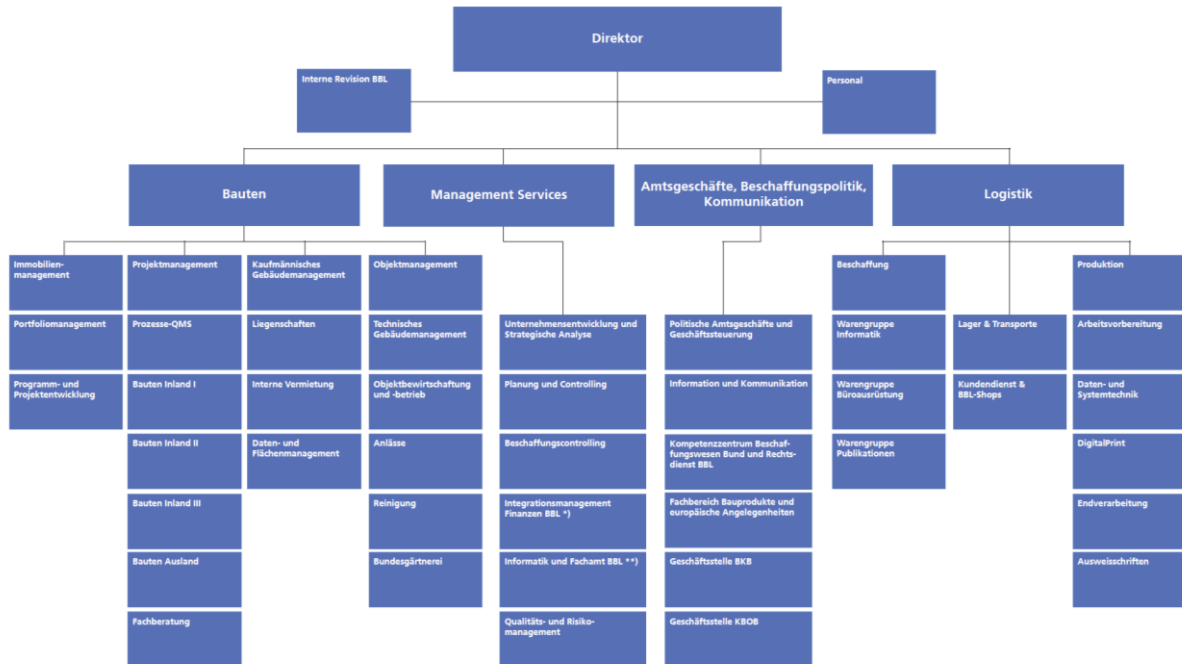 Direktor
Interne Revision BBL
Personal
Bauten
Management Services
Amtsgeschäfte, Beschaffungspolitik,
Kommunikation
Logistik
Immobilien-
management
Portfoliomanagement
Programm- und
Projektentwicklung
Projektmanagement
Prozesse-QMS
Bauten Inland I
Bauten Inland II
Bauten Inland III
Bauten Ausland
Fachberatung
Kaufmännisches
Gebäudemanagement
Liegenschaften
Interne Vermietung
Daten- und
Flächenmanagement
Objektmanagement
Technisches
Gebäudemanagement
Objektbewirtschaftung
und -betrieb
Anlässe
Reinigung
Bundesgärtnerei
Unternehmensentwicklung und
Strategische Analyse
Planung und Controlling
Beschaffungscontrolling
Integrationsmanagement
Finanzen BBL *)
Informatik und Fachamt BBL **)
Qualitäts- und Risiko-
management
Politische Amtsgeschäfte und
Geschäftssteuerung
Information und Kommunikation
Kompetenzzentrum Beschaf-
fungswesen Bund und Rechts-
dienst BBL
Fachbereich Bauprodukte und
europäische Angelegenheiten
Geschäftsstelle BKB
Geschäftsstelle KBOB
Beschaffung
Warengruppe
Informatik
Warengruppe
Büroausrüstung
Warengruppe
Publikationen
Lager & Transporte
Kundendienst &
BBL-Shops
Produktion
Arbeitsvorbereitung
Daten- und
Systemtechnik
DigitalPrint
Endverarbeitung
Ausweisschriften